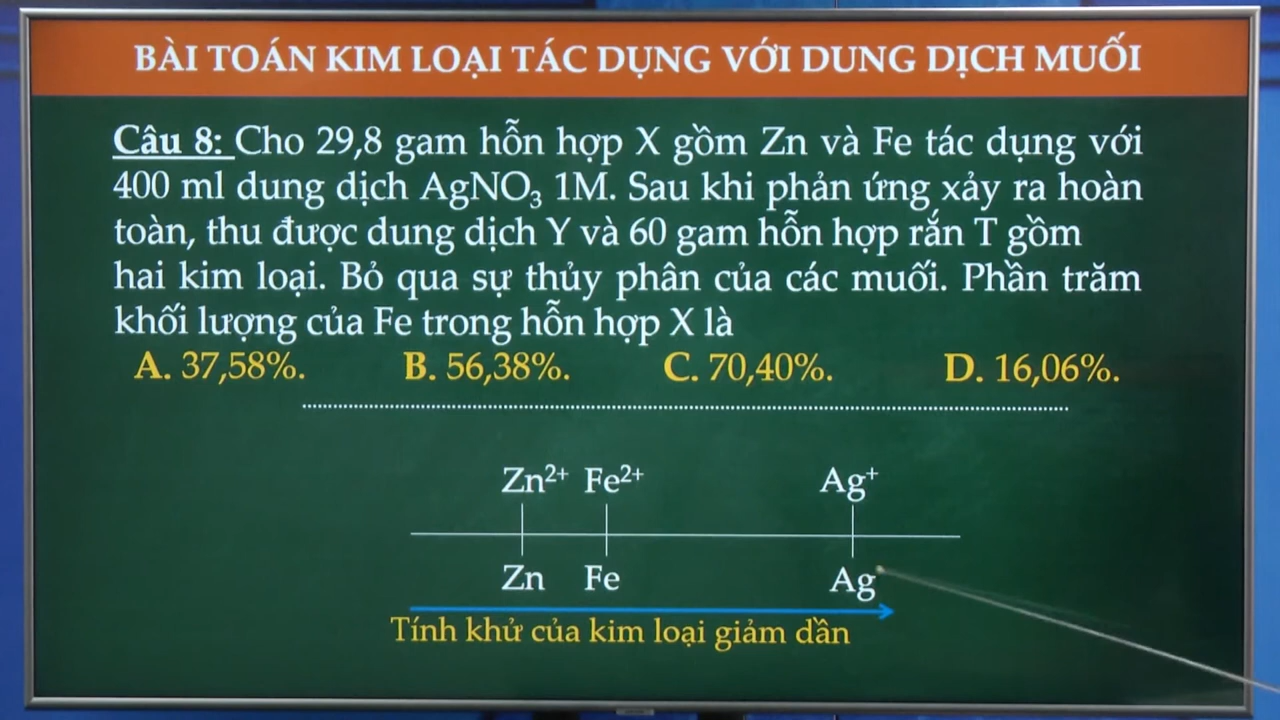 BÀI TOÁN KIM LOẠI TÁC DỤNG VỚI DUNG DỊCH MUỐI
Câu 8: Cho 29,8 gam hỗn hợp X gồm Zn và Fe tác dụng với
400 ml dung dịch AgNO₃ 1M. Sau khi phản ứng xảy ra hoàn
toàn, thu được dung dịch Y và 60 gam hỗn hợp rắn T gồm
hai kim loại. Bỏ qua sự thủy phân của các muối. Phần trăm
khối lượng của Fe trong hỗn hợp X là
A. 37,58%. B. 56,38%. C. 70,40%. D. 16,06%.
Zn²⁺ Fe²⁺ Ag⁺
Zn Fe Ag
Tính khử của kim loại giảm dần